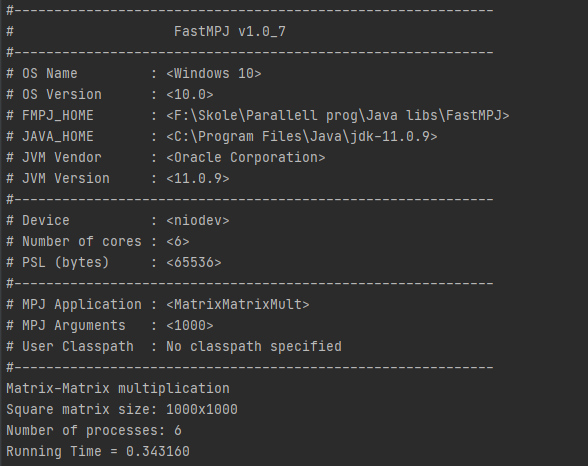 #-----------------------------------------------------------
#                    FastMPJ v1.0_7
#-----------------------------------------------------------
# OS Name         : <Windows 10>
# OS Version      : <10.0>
# FMPJ_HOME       : <F:\Skole\Parallell prog\Java libs\FastMPJ>
# JAVA_HOME       : <C:\Program Files\Java\jdk-11.0.9>
# JVM Vendor      : <Oracle Corporation>
# JVM Version     : <11.0.9>
#-----------------------------------------------------------
# Device          : <niodev>
# Number of cores : <6>
# PSL (bytes)     : <65536>
#-----------------------------------------------------------
# MPJ Application : <MatrixMatrixMult>
# MPJ Arguments   : <1000>
# User Classpath  : No classpath specified
#-----------------------------------------------------------
Matrix-Matrix multiplication
Square matrix size: 1000x1000
Number of processes: 6
Running Time = 0.343160